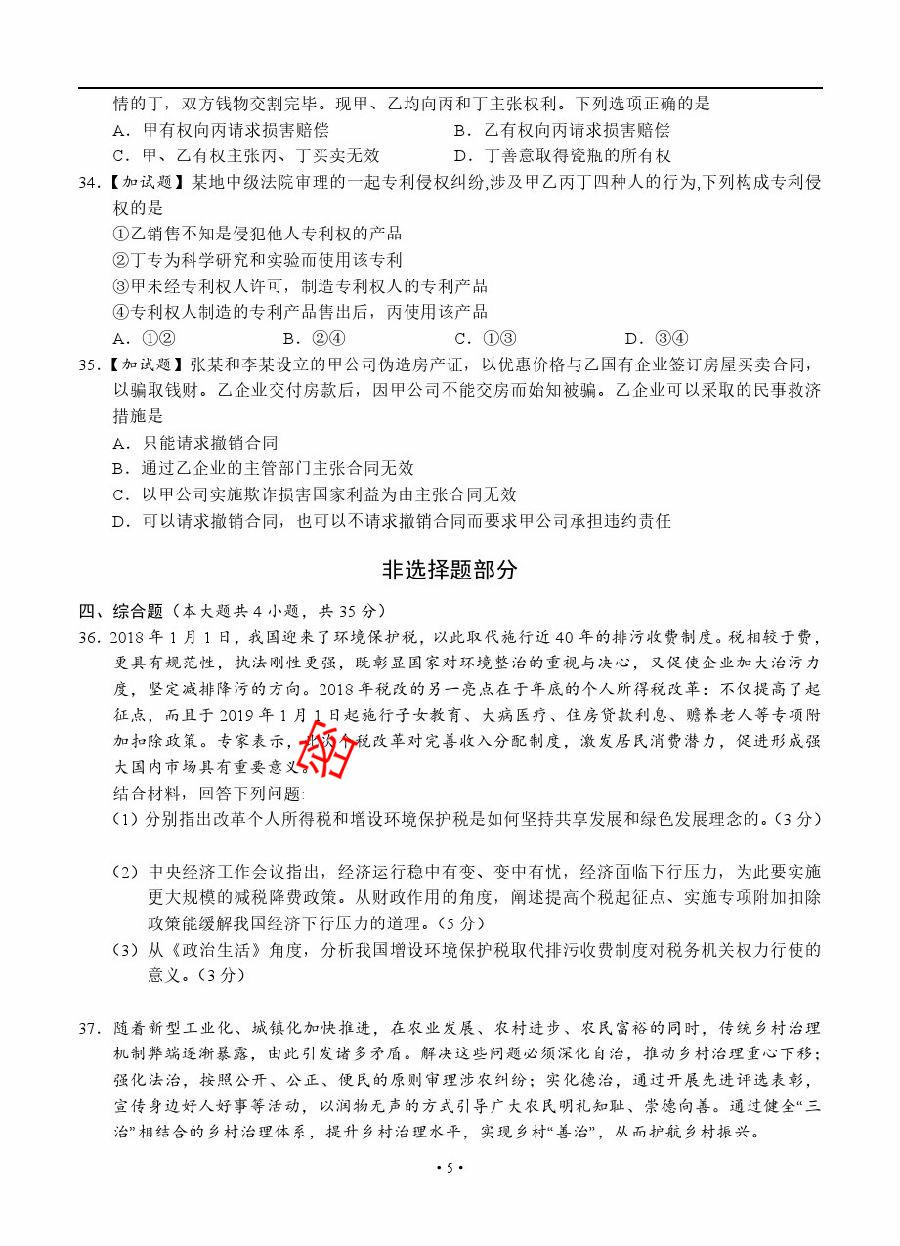 情的丁，双方钱物交割完毕。现甲、乙均向丙和丁主张权利。下列选项正确的是
A．甲有权向丙请求损害赔偿 B．乙有权向丙请求损害赔偿
C．甲、乙有权主张丙、丁买卖无效 D．丁善意取得瓷瓶的所有权
34．【加试题】某地中级法院审理的一起专利侵权纠纷,涉及甲乙丙丁四种人的行为,下列构成专利侵
权的是
①乙销售不知是侵犯他人专利权的产品
②丁专为科学研究和实验而使用该专利
③甲未经专利权人许可，制造专利权人的专利产品
④专利权人制造的专利产品售出后，丙使用该产品
A．①② B．②④ C．①③ D．③④
35．【加试题】张某和李某设立的甲公司伪造房产证，以优惠价格与乙国有企业签订房屋买卖合同，
以骗取钱财。乙企业交付房款后，因甲公司不能交房而始知被骗。乙企业可以采取的民事救济
措施是
A．只能请求撤销合同
B．通过乙企业的主管部门主张合同无效
C．以甲公司实施欺诈损害国家利益为由主张合同无效
D．可以请求撤销合同，也可以不请求撤销合同而要求甲公司承担违约责任
非选择题部分
四、综合题（本大题共 4 小题，共 35 分）
36．2018 年 1 月 1 日，我国迎来了环境保护税，以此取代施行近 40 年的排污收费制度。税相较于费，
更具有规范性，执法刚性更强，既彰显国家对环境整治的重视与决心，又促使企业加大治污力
度，坚定减排降污的方向。2018 年税改的另一亮点在于年底的个人所得税改革：不仅提高了起
征点，而且于 2019 年 1 月 1 日起施行子女教育、大病医疗、住房贷款利息、赡养老人等专项附
加扣除政策。专家表示，此次个税改革对完善收入分配制度，激发居民消费潜力，促进形成强
大国内市场具有重要意义。
结合材料，回答下列问题:
（1）分别指出改革个人所得税和增设环境保护税是如何坚持共享发展和绿色发展理念的。（3 分）
（2）中央经济工作会议指出，经济运行稳中有变、变中有忧，经济面临下行压力，为此要实施
更大规模的减税降费政策。从财政作用的角度，阐述提高个税起征点、实施专项附加扣除
政策能缓解我国经济下行压力的道理。（5 分）
（3）从《政治生活》角度，分析我国增设环境保护税取代排污收费制度对税务机关权力行使的
意义。（3 分）
37．随着新型工业化、城镇化加快推进，在农业发展、农村进步、农民富裕的同时，传统乡村治理
机制弊端逐渐暴露，由此引发诸多矛盾。解决这些问题必须深化自治，推动乡村治理重心下移；
强化法治，按照公开、公正、便民的原则审理涉农纠纷；实化德治，通过开展先进评选表彰，
宣传身边好人好事等活动，以润物无声的方式引导广大农民明礼知耻、崇德向善。通过健全“三
治”相结合的乡村治理体系，提升乡村治理水平，实现乡村“善治”，从而护航乡村振兴。
• 5 •